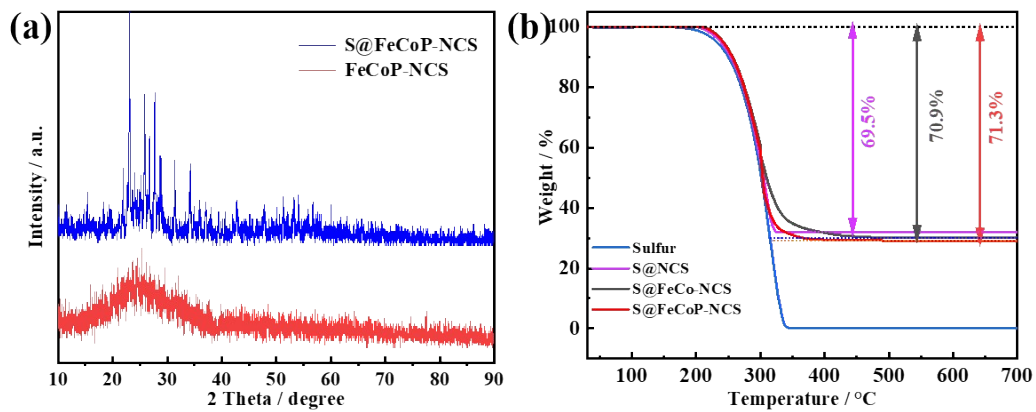 (a)
S@FeCoP-NCS
FeCoP-NCS
Intensity / a.u.
10 20 30 40 50 60 70 80 90
2 Theta / degree
(b)
100
80
60
40
20
0
Weight / %
69.5%
70.9%
71.3%
Sulfur
S@NCS
S@FeCo-NCS
S@FeCoP-NCS
100 200 300 400 500 600 700
Temperature / °C